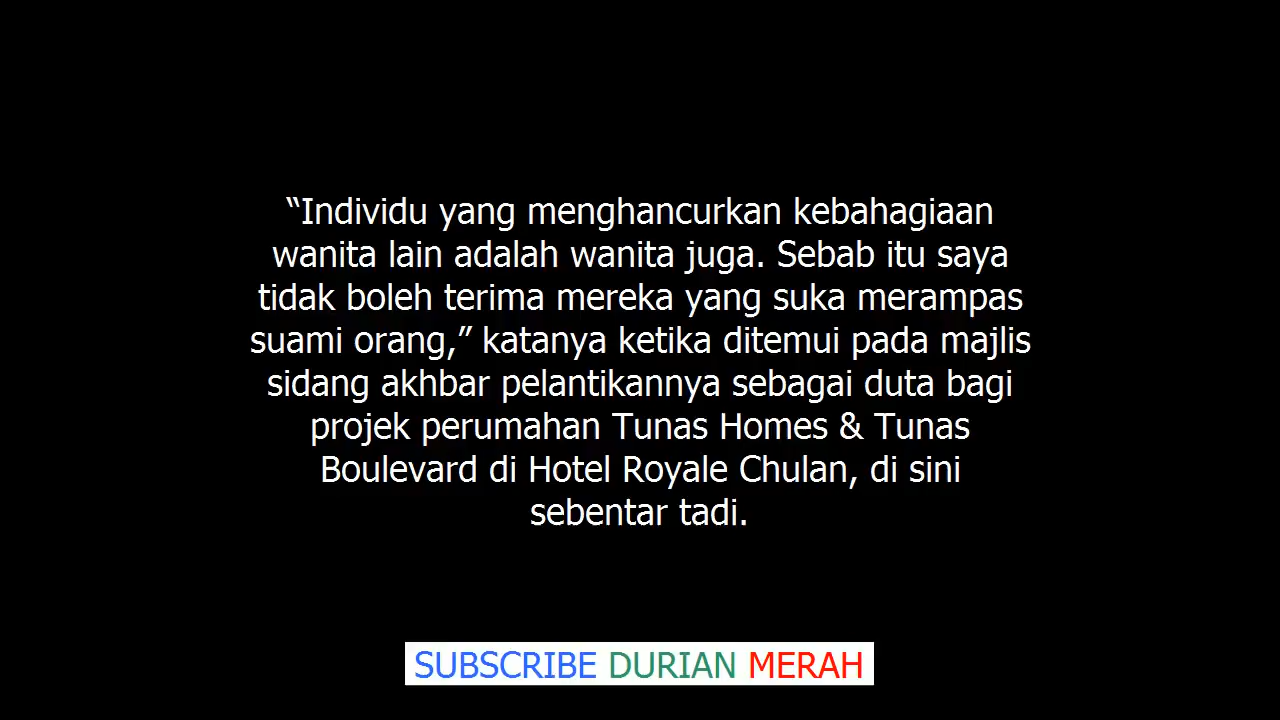 “Individu yang menghancurkan kebahagiaan
wanita lain adalah wanita juga. Sebab itu saya
tidak boleh terima mereka yang suka merampas
suami orang,” katanya ketika ditemui pada majlis
sidang akhbar pelantikannya sebagai duta bagi
projek perumahan Tunas Homes & Tunas
Boulevard di Hotel Royale Chulan, di sini
sebentar tadi.
SUBSCRIBE DURIAN MERAH